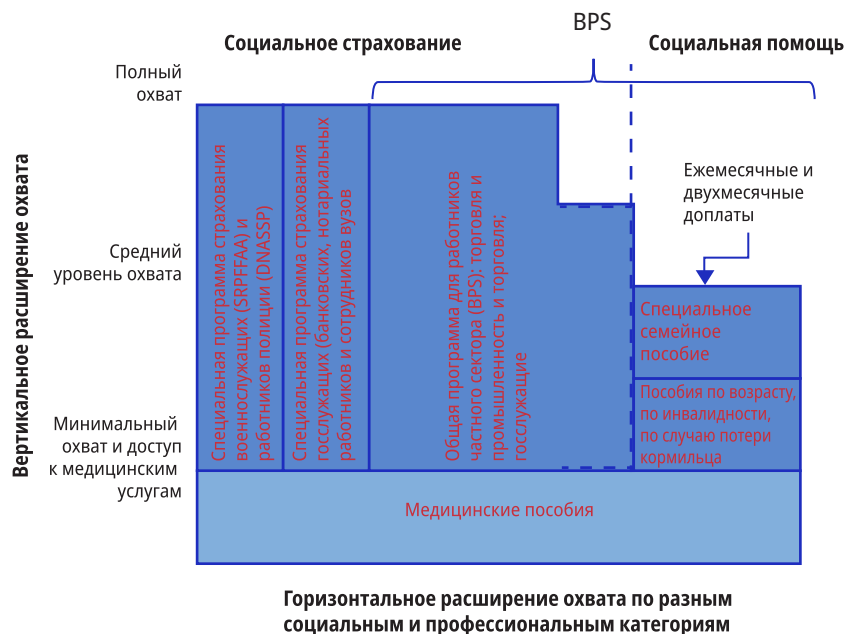 BPS
Социальное страхование
Социальная помощь
Полный
охват
Ежемесячные и
двухмесячные
доплаты
Средний
уровень охвата
Минимальный
охват и доступ
к медицинским
услугам
Вертикальное расширение охвата
Специальная программа страхования
военнослужащих (SRPFFAA) и
работников полиции (DNASSP)
Специальная программа страхования
госслужащих (банковских, нотариальных
работников и сотрудников вузов
Общая программа для работников
частного сектора (BPS): торговля и
промышленность и торговля;
госслужащие
Специальное
семейное
пособие
Пособия по возрасту,
по инвалидности,
по случаю потери
кормильца
Медицинские пособия
Горизонтальное расширение охвата по разным
социальным и профессиональным категориям